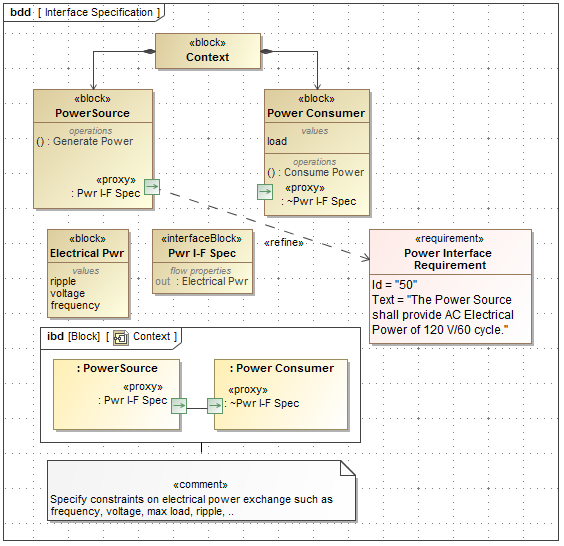 bdd [ Interface Specification ]
«block»
Context
«block»
PowerSource
operations
() : Generate Power
«proxy»
: Pwr I-F Spec
«block»
Power Consumer
values
load
operations
() : Consume Power
«proxy»
: ~Pwr I-F Spec
«refine»
«block»
Electrical Pwr
values
ripple
voltage
frequency
«interfaceBlock»
Pwr I-F Spec
flow properties
out : Electrical Pwr
«requirement»
Power Interface
Requirement
Id = "50"
Text = "The Power Source
shall provide AC Electrical
Power of 120 V/60 cycle."
ibd [Block] [ Context ]
: PowerSource
«proxy»
: Pwr I-F Spec
: Power Consumer
«proxy»
: ~Pwr I-F Spec
«comment»
Specify constraints on electrical power exchange such as
frequency, voltage, max load, ripple, ..